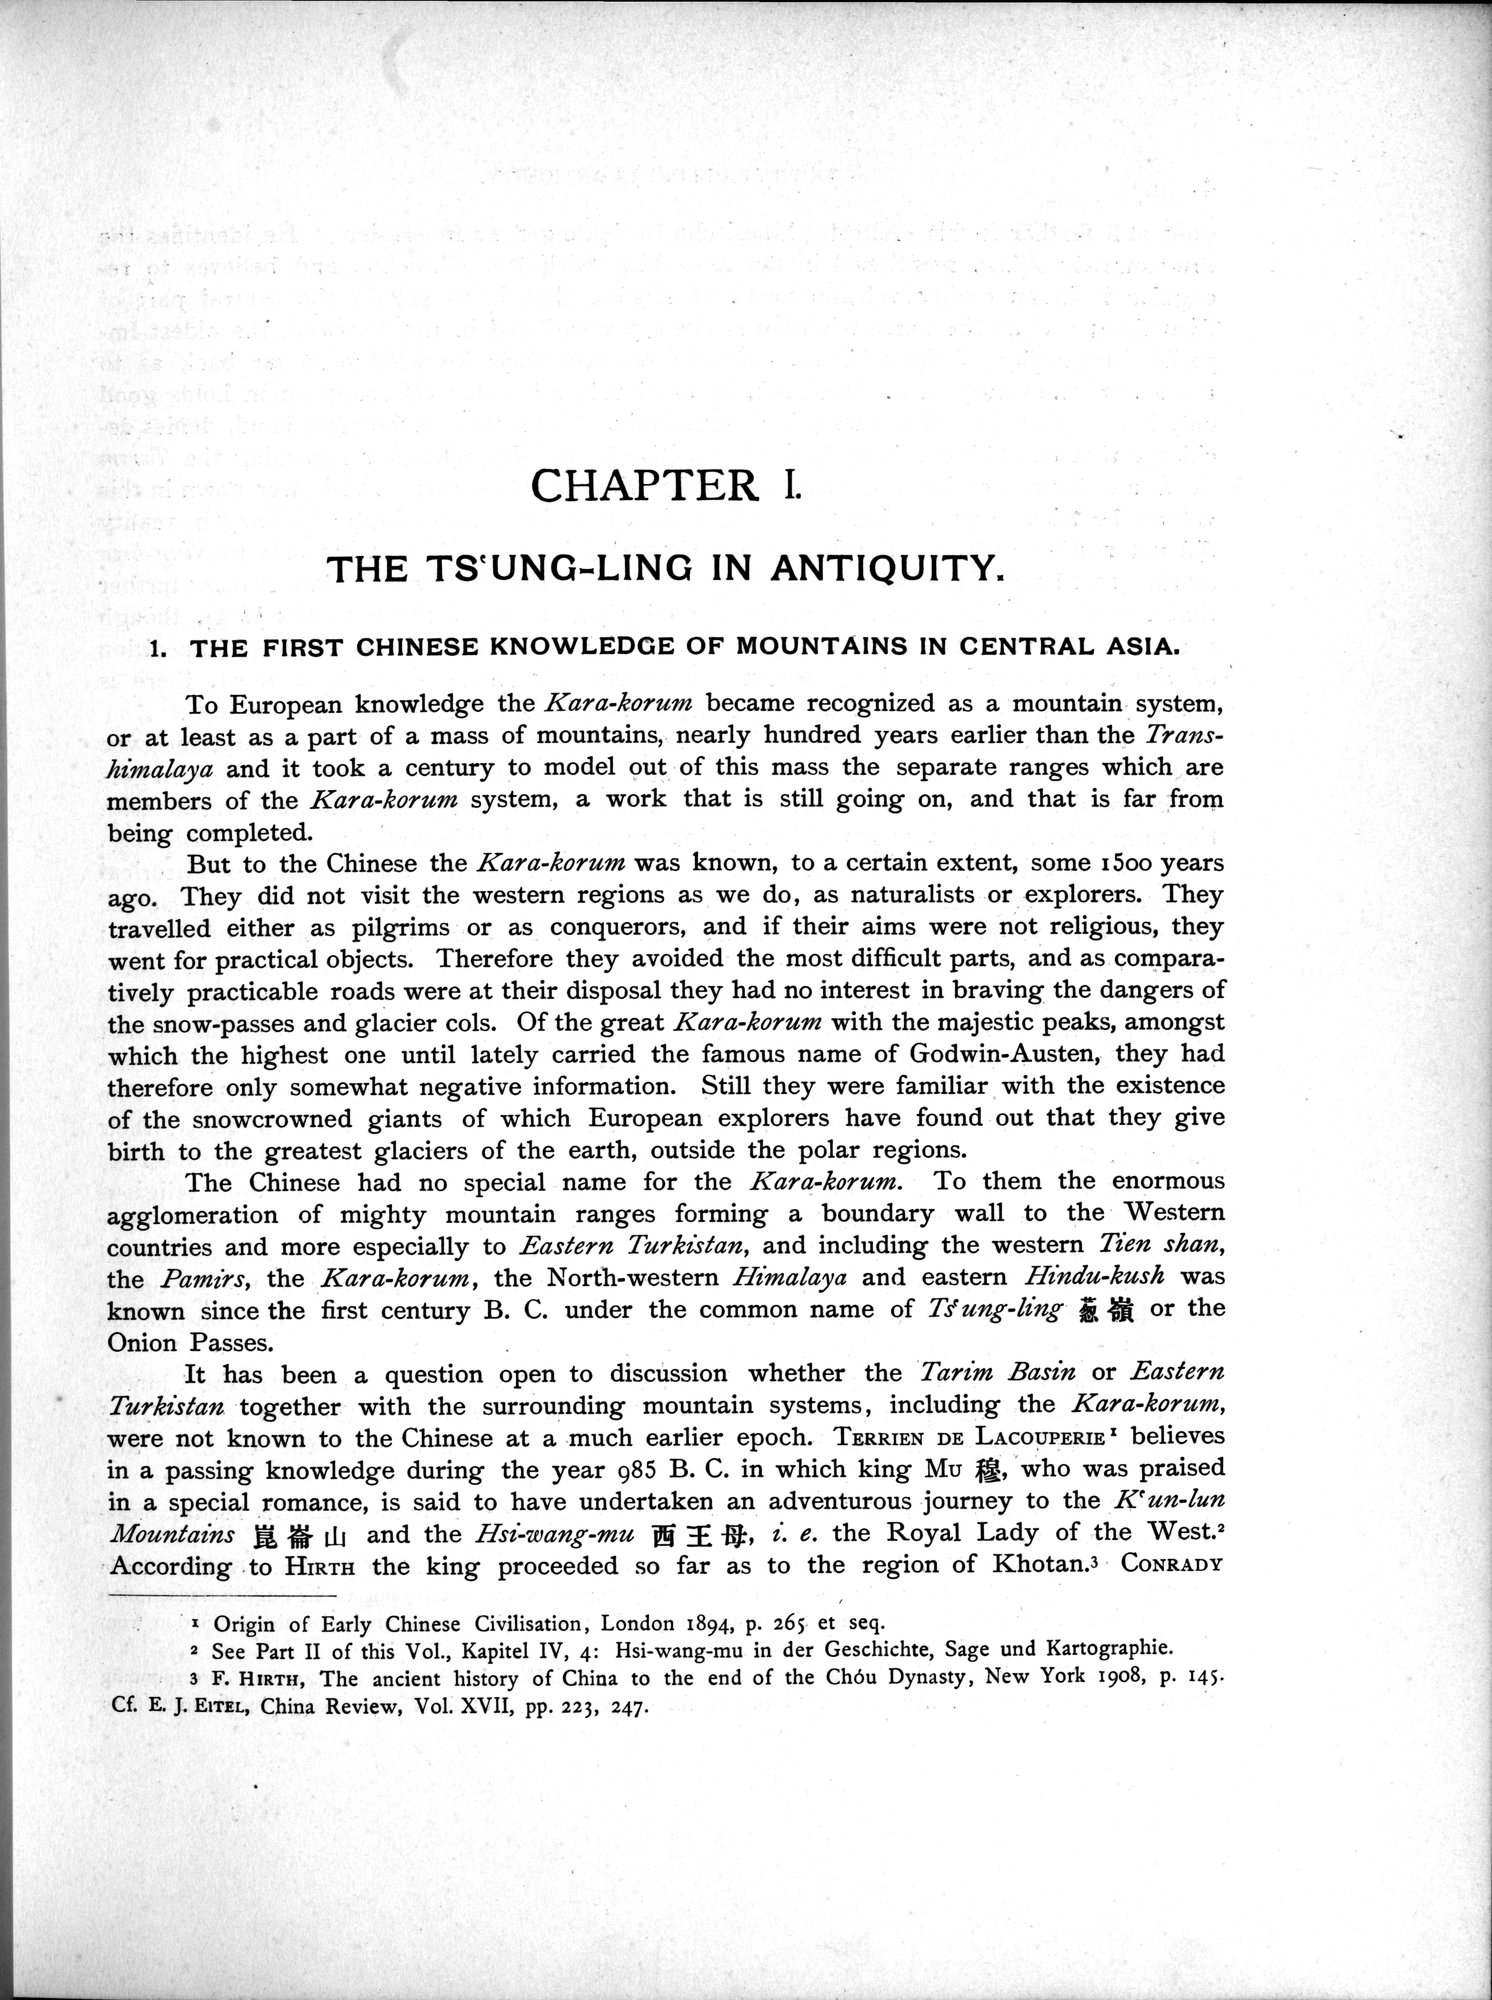 CHAPTER I.
THE TSʻUNG-LING IN ANTIQUITY.
1. THE FIRST CHINESE KNOWLEDGE OF MOUNTAINS IN CENTRAL ASIA.
To European knowledge the Kara-korum became recognized as a mountain system,
or at least as a part of a mass of mountains, nearly hundred years earlier than the Trans-
himalaya and it took a century to model out of this mass the separate ranges which are
members of the Kara-korum system, a work that is still going on, and that is far from
being completed.
But to the Chinese the Kara-korum was known, to a certain extent, some 1500 years
ago. They did not visit the western regions as we do, as naturalists or explorers. They
travelled either as pilgrims or as conquerors, and if their aims were not religious, they
went for practical objects. Therefore they avoided the most difficult parts, and as compara-
tively practicable roads were at their disposal they had no interest in braving the dangers of
the snow-passes and glacier cols. Of the great Kara-korum with the majestic peaks, amongst
which the highest one until lately carried the famous name of Godwin-Austen, they had
therefore only somewhat negative information. Still they were familiar with the existence
of the snowcrowned giants of which European explorers have found out that they give
birth to the greatest glaciers of the earth, outside the polar regions.
The Chinese had no special name for the Kara-korum. To them the enormous
agglomeration of mighty mountain ranges forming a boundary wall to the Western
countries and more especially to Eastern Turkistan, and including the western Tien shan,
the Pamirs, the Kara-korum, the North-western Himalaya and eastern Hindu-kush was
known since the first century B. C. under the common name of Tsʻung-ling 葱嶺 or the
Onion Passes.
It has been a question open to discussion whether the Tarim Basin or Eastern
Turkistan together with the surrounding mountain systems, including the Kara-korum,
were not known to the Chinese at a much earlier epoch. TERRIEN DE LACOUPERIE¹ believes
in a passing knowledge during the year 985 B. C. in which king MU 穆, who was praised
in a special romance, is said to have undertaken an adventurous journey to the Kʻun-lun
Mountains 崑崙山 and the Hsi-wang-mu 西王母, i. e. the Royal Lady of the West.²
According to HIRTH the king proceeded so far as to the region of Khotan.³ CONRADY
¹ Origin of Early Chinese Civilisation, London 1894, p. 265 et seq.
² See Part II of this Vol., Kapitel IV, 4: Hsi-wang-mu in der Geschichte, Sage und Kartographie.
³ F. HIRTH, The ancient history of China to the end of the Chóu Dynasty, New York 1908, p. 145.
Cf. E. J. EITEL, China Review, Vol. XVII, pp. 223, 247.